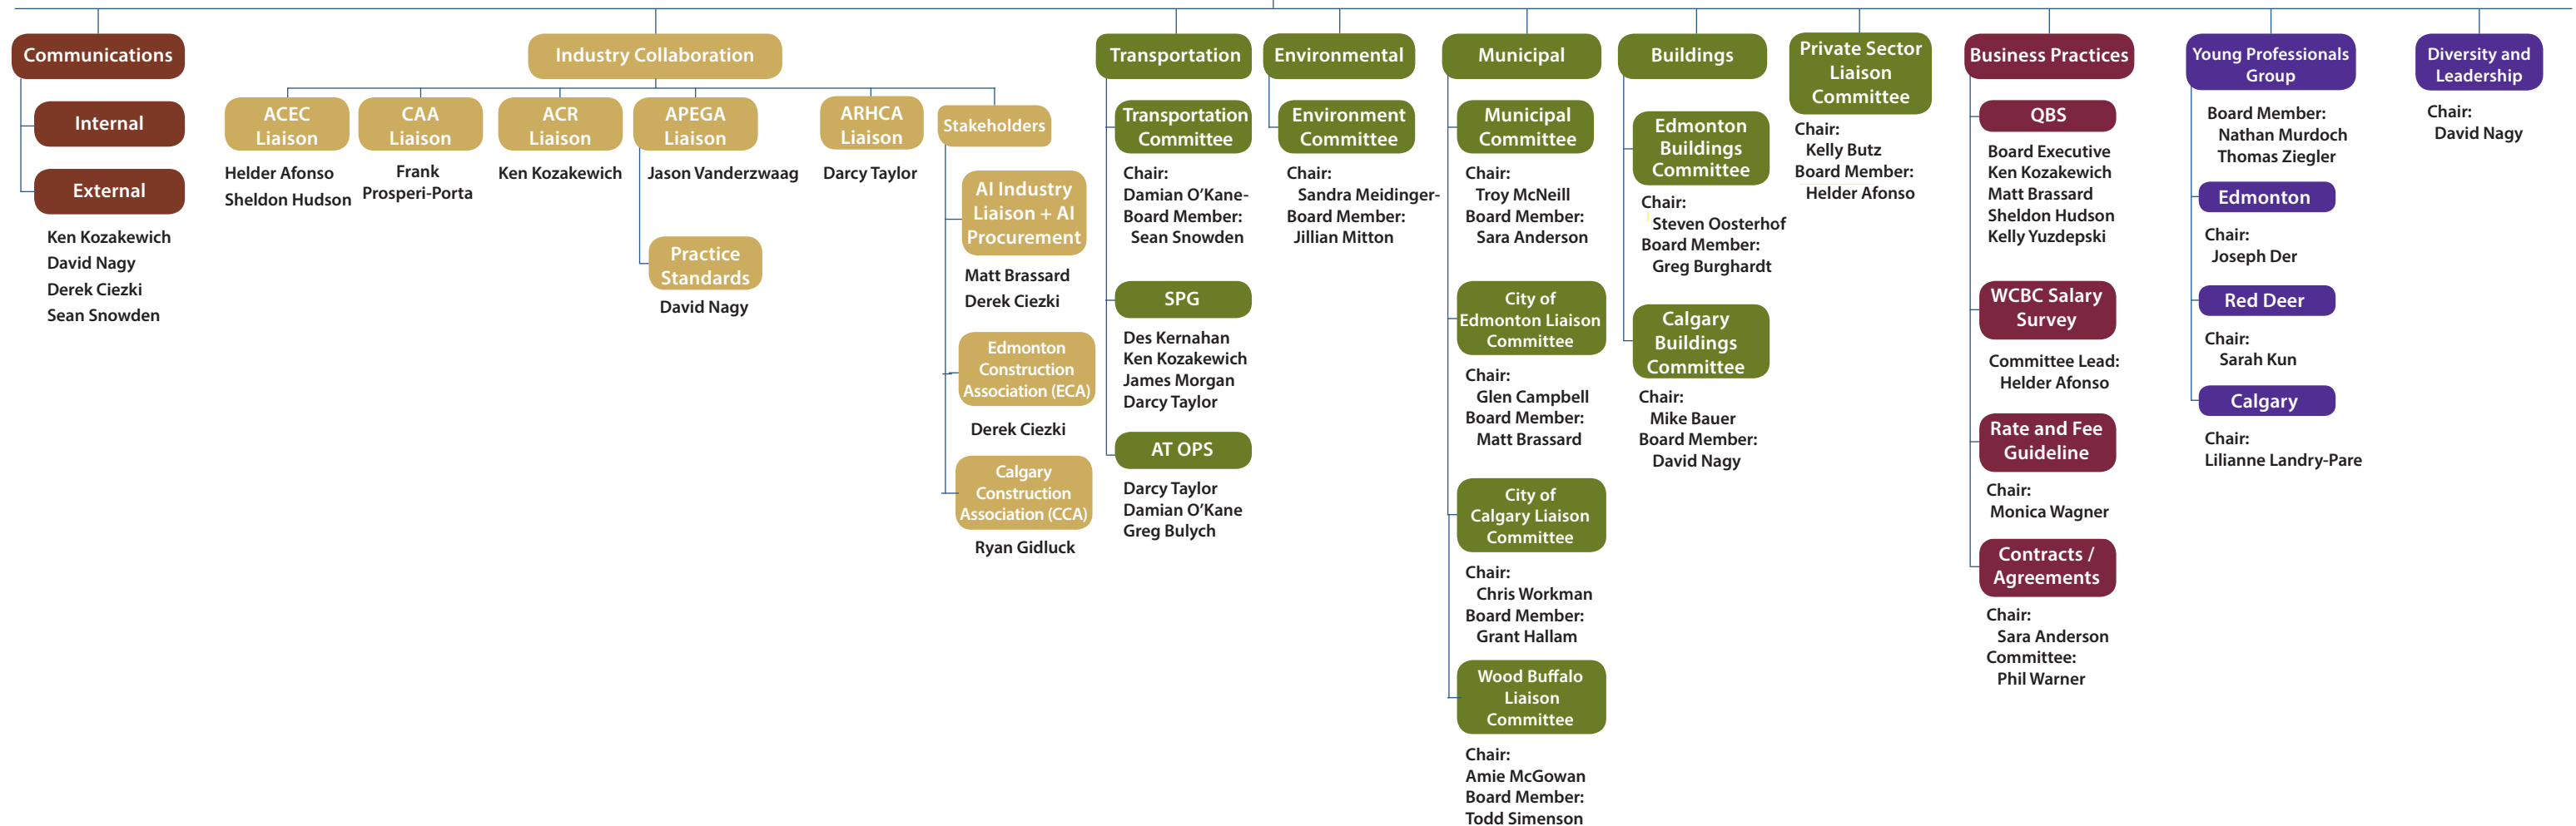 Communications
Internal
External
Ken Kozakewich
David Nagy
Derek Ciezki
Sean Snowden
Industry Collaboration
ACEC
Liaison
Helder Afonso
Sheldon Hudson
CAA
Liaison
Frank
Prosperi-Porta
ACR
Liaison
Ken Kozakewich
APEGA
Liaison
Jason Vanderzwaag
Practice
Standards
David Nagy
ARHCA
Liaison
Darcy Taylor
Stakeholders
AI Industry
Liaison + AI
Procurement
Matt Brassard
Derek Ciezki
Edmonton
Construction
Association (ECA)
Derek Ciezki
Calgary
Construction
Association (CCA)
Ryan Gidluck
Transportation
Transportation
Committee
Chair:
Damian O’Kane-
Board Member:
Sean Snowden
SPG
Des Kernahan
Ken Kozakewich
James Morgan
Darcy Taylor
AT OPS
Darcy Taylor
Damian O’Kane
Greg Bulych
Environmental
Environment
Committee
Chair:
Sandra Meidinger-
Board Member:
Jillian Mitton
Municipal
Municipal
Committee
Chair:
Troy McNeill
Board Member:
Sara Anderson
City of
Edmonton Liaison
Committee
Chair:
Glen Campbell
Board Member:
Matt Brassard
City of
Calgary Liaison
Committee
Chair:
Chris Workman
Board Member:
Grant Hallam
Wood Buffalo
Liaison
Committee
Chair:
Amie McGowan
Board Member:
Todd Simenson
Buildings
Edmonton
Buildings
Committee
Chair:
Steven Oosterhof
Board Member:
Greg Burghardt
Calgary
Buildings
Committee
Chair:
Mike Bauer
Board Member:
David Nagy
Private Sector
Liaison
Committee
Chair:
Kelly Butz
Board Member:
Helder Afonso
Business Practices
QBS
Board Executive
Ken Kozakewich
Matt Brassard
Sheldon Hudson
Kelly Yuzdepski
WCBC Salary
Survey
Committee Lead:
Helder Afonso
Rate and Fee
Guideline
Chair:
Monica Wagner
Contracts /
Agreements
Chair:
Sara Anderson
Committee:
Phil Warner
Young Professionals
Group
Board Member:
Nathan Murdoch
Thomas Ziegler
Edmonton
Chair:
Joseph Der
Red Deer
Chair:
Sarah Kun
Calgary
Chair:
Lilianne Landry-Pare
Diversity and
Leadership
Chair:
David Nagy